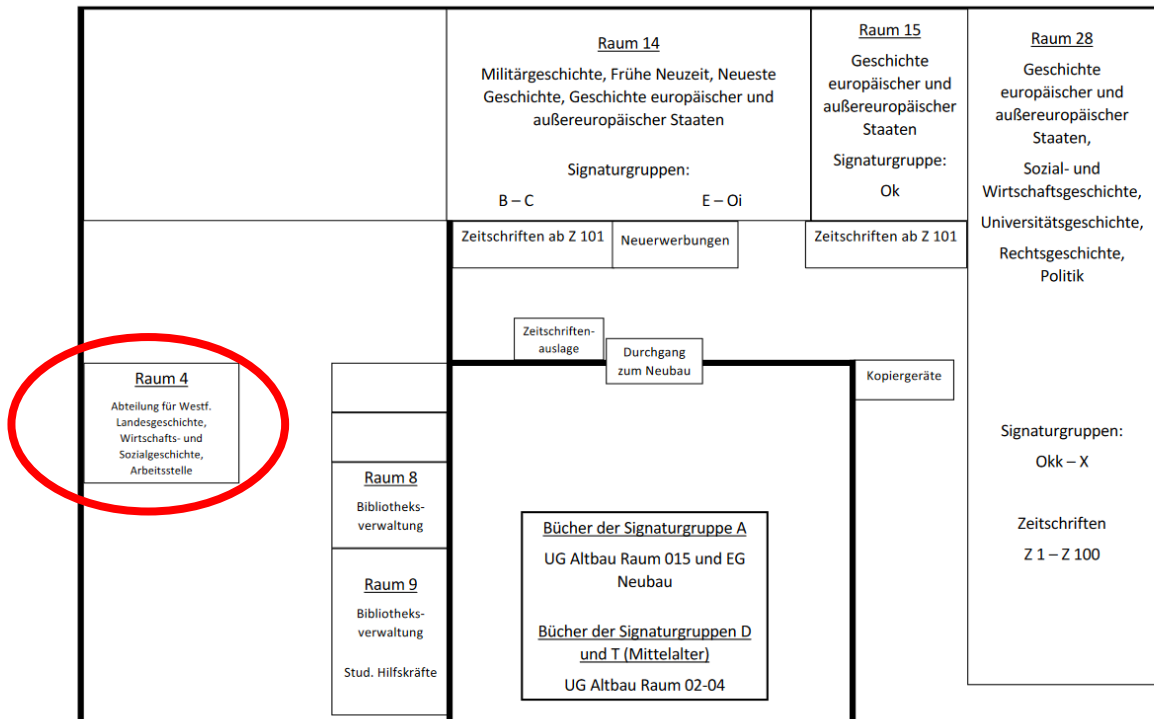 Raum 14
Militärgeschichte, Frühe Neuzeit, Neueste
Geschichte, Geschichte europäischer und
außereuropäischer Staaten
Signaturgruppen:
B – C
E – Oi
Raum 15
Geschichte
europäischer und
außereuropäischer
Staaten
Signaturgruppe:
Ok
Raum 28
Geschichte
europäischer und
außereuropäischer
Staaten,
Sozial- und
Wirtschaftsgeschichte,
Universitätsgeschichte,
Rechtsgeschichte,
Politik
Signaturgruppen:
Okk – X
Zeitschriften
Z 1 – Z 100
Zeitschriften ab Z 101
Neuerwerbungen
Zeitschriften ab Z 101
Zeitschriften-
auslage
Durchgang
zum Neubau
Kopiergeräte
Raum 4
Abteilung für Westf.
Landesgeschichte,
Wirtschafts- und
Sozialgeschichte,
Arbeitsstelle
Raum 8
Bibliotheks-
verwaltung
Raum 9
Bibliotheks-
verwaltung
Stud. Hilfskräfte
Bücher der Signaturgruppe A
UG Altbau Raum 015 und EG
Neubau
Bücher der Signaturgruppen D
und T (Mittelalter)
UG Altbau Raum 02-04